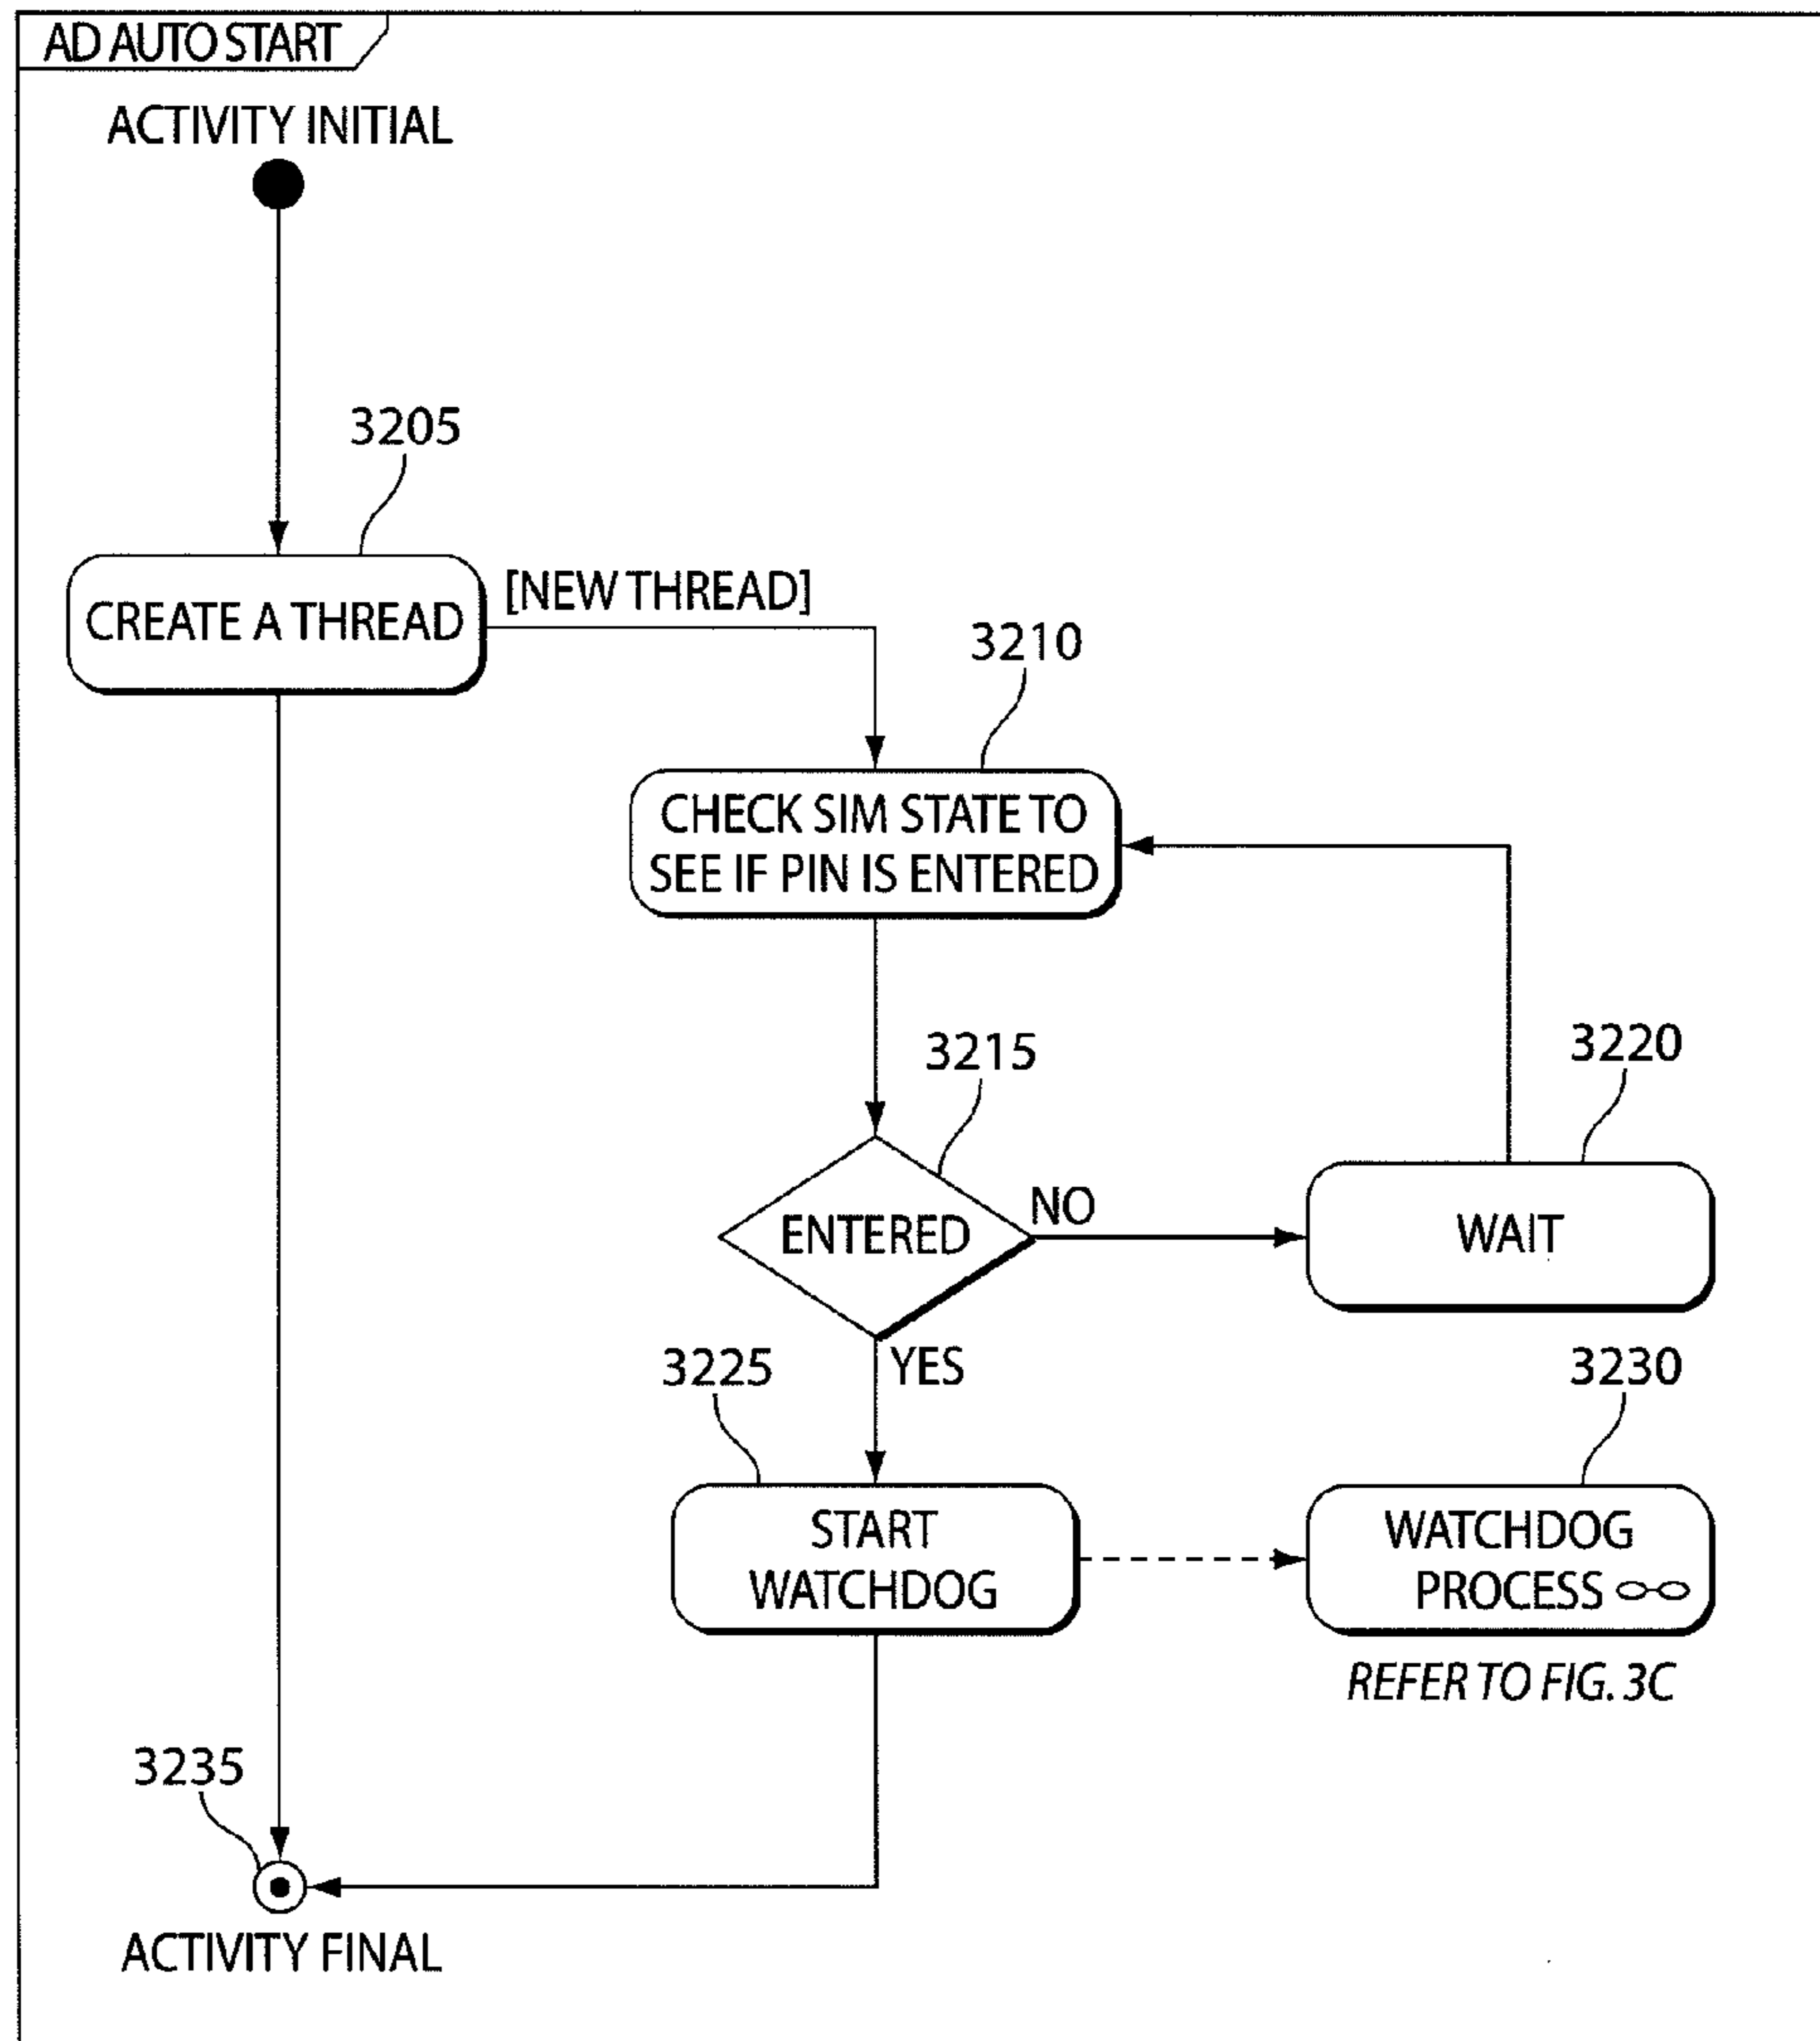 AD AUTO START
ACTIVITY INITIAL
3205
CREATE A THREAD
[NEW THREAD]
3210
CHECK SIM STATE TO
SEE IF PIN IS ENTERED
3215
ENTERED
NO
3220
WAIT
YES
3225
START
WATCHDOG
3230
WATCHDOG
PROCESS
REFER TO FIG. 3C
3235
ACTIVITY FINAL